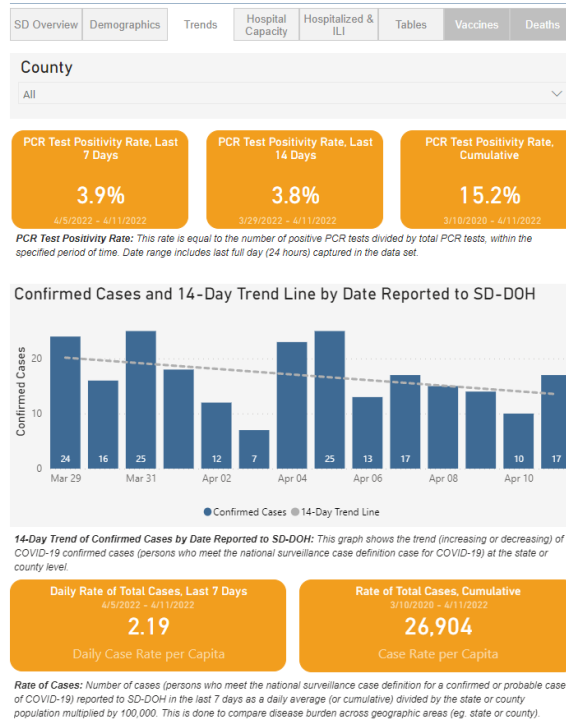 SD Overview
Demographics
Trends
Hospital
Capacity
Hospitalized &
ILI
Tables
Vaccines
Deaths
County
All
PCR Test Positivity Rate, Last
7 Days
3.9%
4/5/2022 - 4/11/2022
PCR Test Positivity Rate, Last
14 Days
3.8%
3/29/2022 - 4/11/2022
PCR Test Positivity Rate,
Cumulative
15.2%
3/10/2020 - 4/11/2022
PCR Test Positivity Rate: This rate is equal to the number of positive PCR tests divided by total PCR tests, within the
specified period of time. Date range includes last full day (24 hours) captured in the data set.
Confirmed Cases and 14-Day Trend Line by Date Reported to SD-DOH
Confirmed Cases
20
10
0
24 16 25 12 7 25 13 17 10 17
Mar 29 Mar 31 Apr 02 Apr 04 Apr 06 Apr 08 Apr 10
Confirmed Cases 14-Day Trend Line
14-Day Trend of Confirmed Cases by Date Reported to SD-DOH: This graph shows the trend (increasing or decreasing) of
COVID-19 confirmed cases (persons who meet the national surveillance case definition case for COVID-19) at the state or
county level.
Daily Rate of Total Cases, Last 7 Days
4/5/2022 - 4/11/2022
2.19
Daily Case Rate per Capita
Rate of Total Cases, Cumulative
3/10/2020 - 4/11/2022
26,904
Case Rate per Capita
Rate of Cases: Number of cases (persons who meet the national surveillance case definition for a confirmed or probable case
of COVID-19) reported to SD-DOH in the last 7 days as a daily average (or cumulative) divided by the state or county
population multiplied by 100,000. This is done to compare disease burden across geographic areas (eg. state or county).